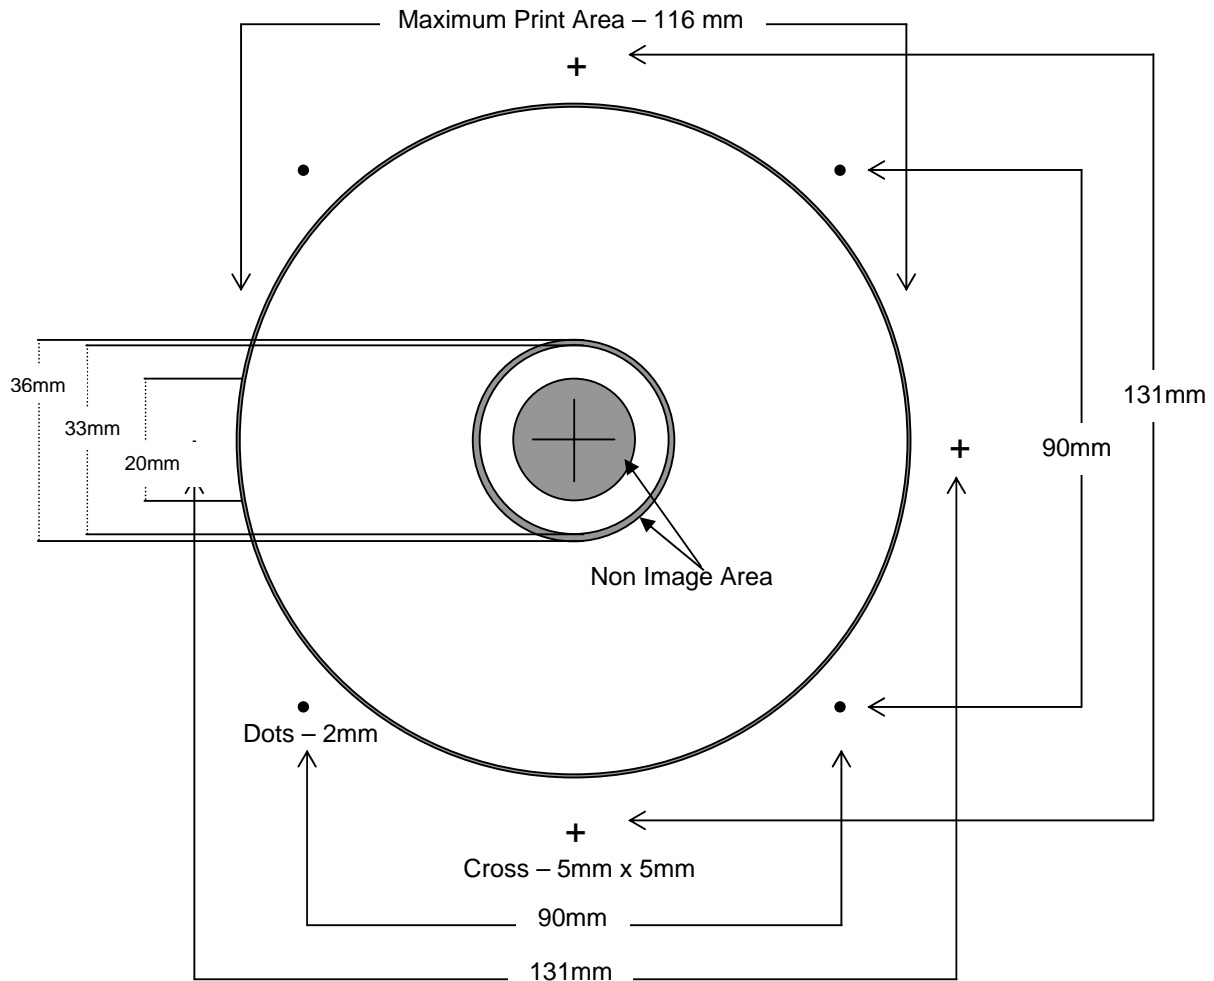 Maximum Print Area – 116 mm
36mm
131mm
33mm
90mm
20mm
Non Image Area
Dots – 2mm
Cross – 5mm x 5mm
90mm
131mm